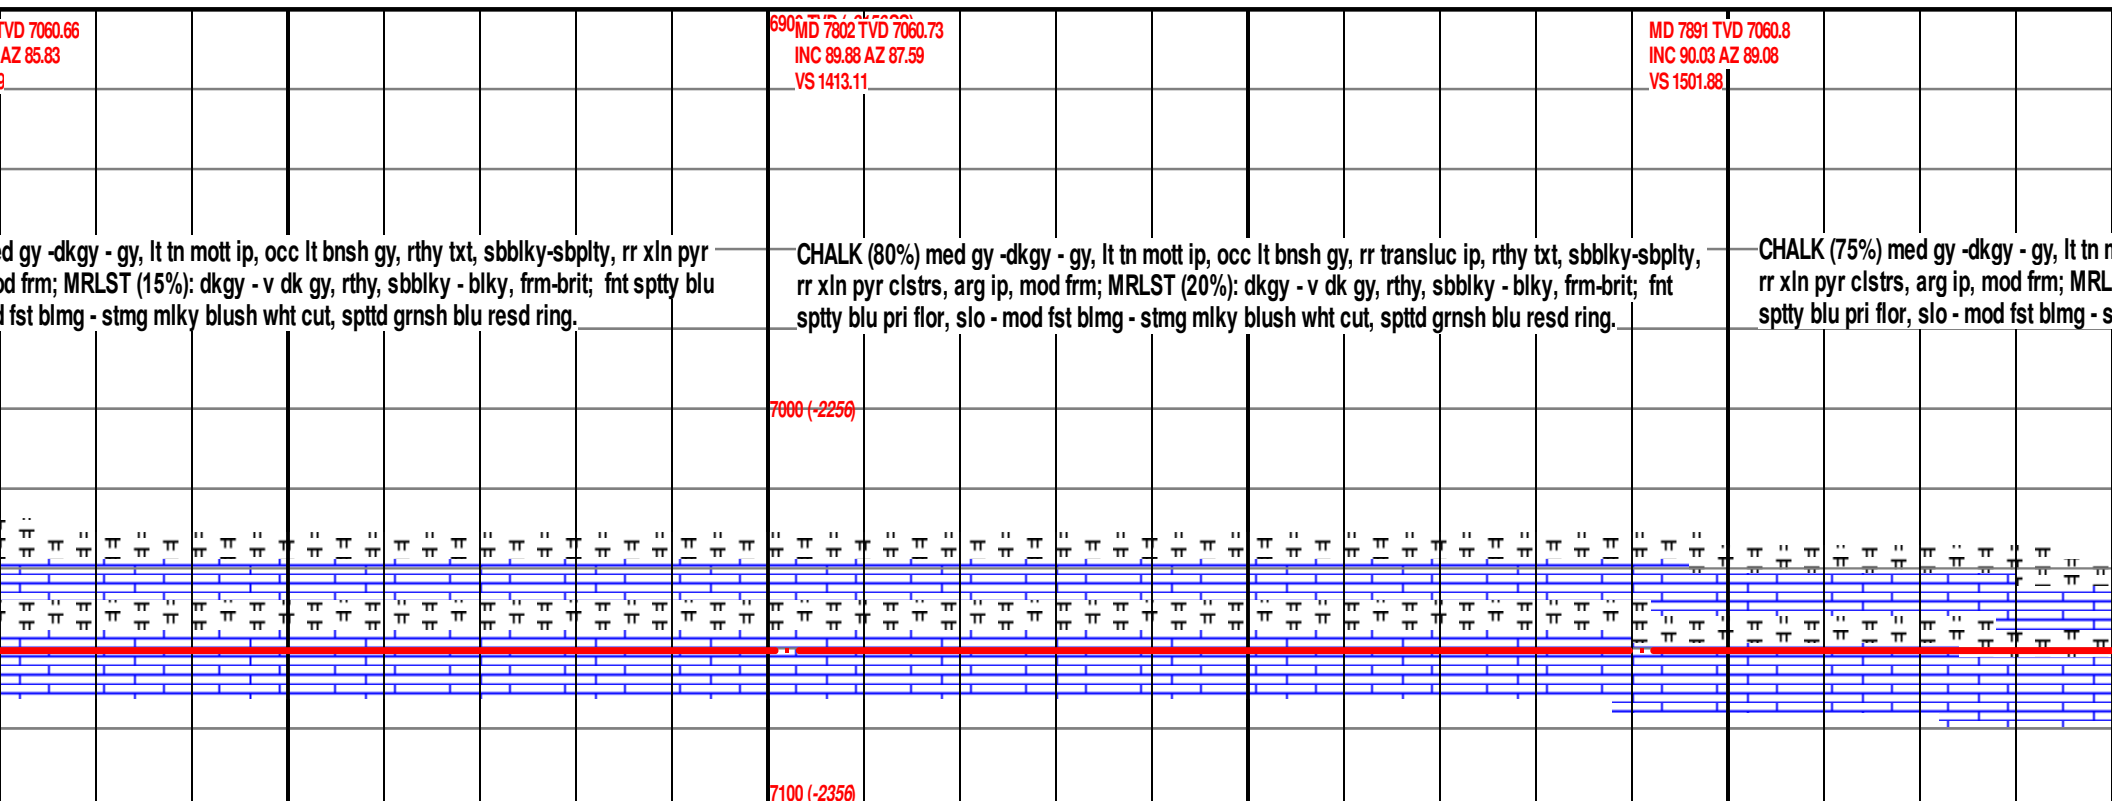 TVD 7060.66
AZ 85.83
9
MD 7802 TVD 7060.73
INC 89.88 AZ 87.59
VS 1413.11
MD 7891 TVD 7060.8
INC 90.03 AZ 89.08
VS 1501.88
ed gy -dkgy - gy, lt tn mott ip, occ lt bnsh gy, rthy txt, sbblky-sbplty, rr xln pyr
od frm; MRLST (15%): dkgy - v dk gy, rthy, sbblky - blky, frm-brit; fnt sptty blu
d fst blmg - stmg mlky blush wht cut, spttd grnsh blu resd ring.
CHALK (80%) med gy -dkgy - gy, lt tn mott ip, occ lt bnsh gy, rr transluc ip, rthy txt, sbblky-sbplty,
rr xln pyr clstrs, arg ip, mod frm; MRLST (20%): dkgy - v dk gy, rthy, sbblky - blky, frm-brit; fnt
sptty blu pri flor, slo - mod fst blmg - stmg mlky blush wht cut, spttd grnsh blu resd ring.
CHALK (75%) med gy -dkgy - gy, lt tn
rr xln pyr clstrs, arg ip, mod frm; MRL
sptty blu pri flor, slo - mod fst blmg - s
7000 (-2256)
7100 (-2356)